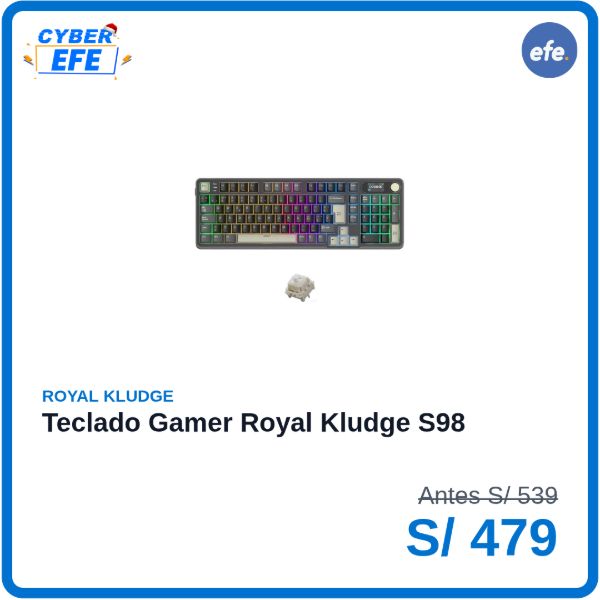 CYBER
EFE
efe.
ROYAL KLUDGE
Teclado Gamer Royal Kludge S98
Antes S/ 539
S/ 479